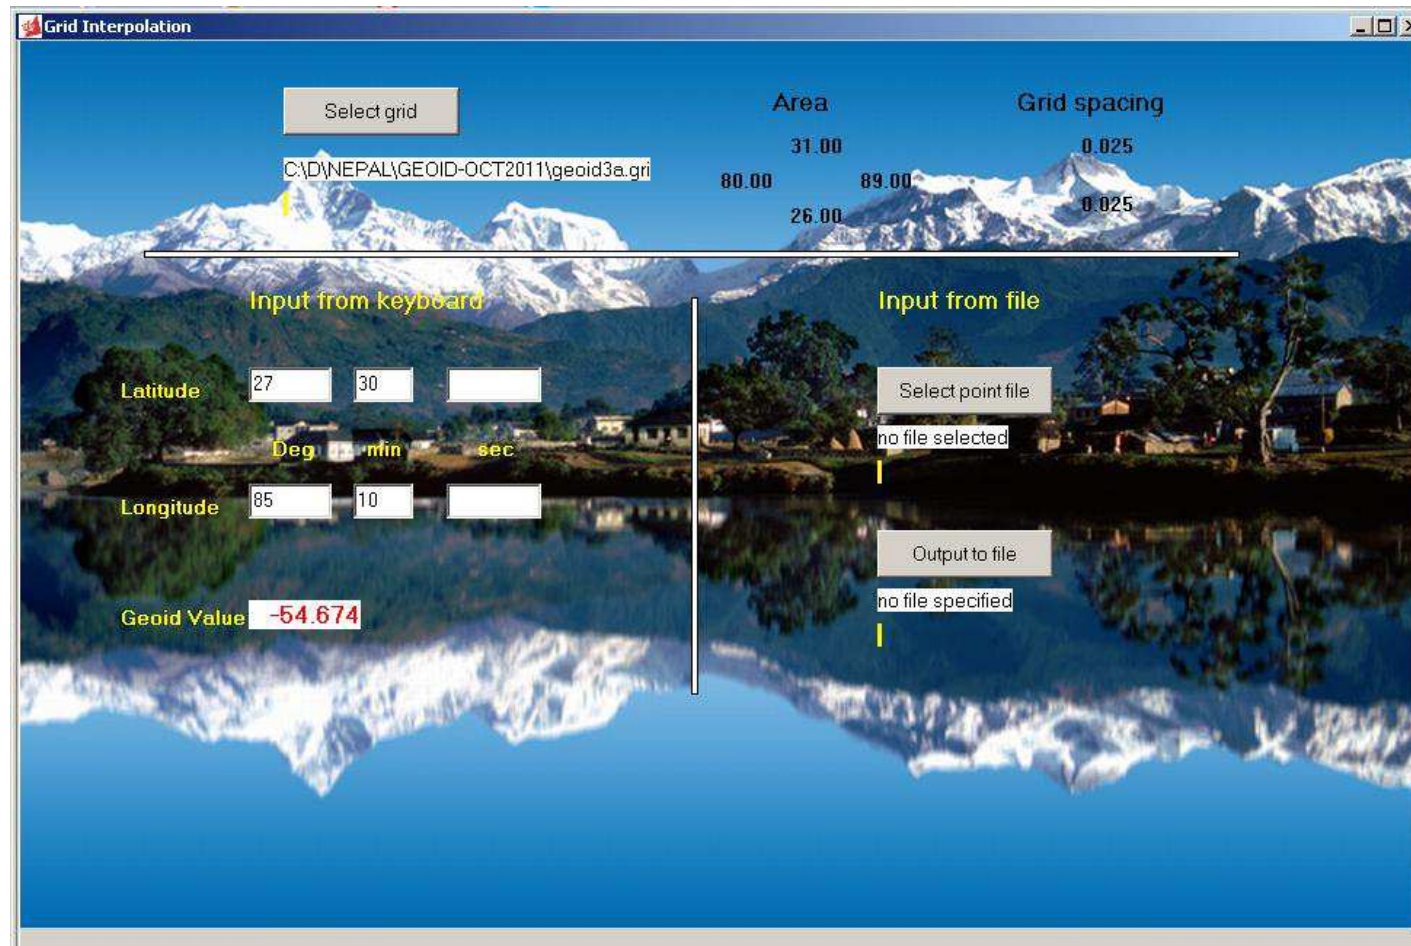 Grid Interpolation
Select grid
C:\D\NEPAL\GEOID-OCT2011\geoid3a.gri
Area
31.00
80.00 89.00
26.00
Grid spacing
0.025
0.025
Input from keyboard
Latitude 27 30
Deg min sec
Longitude 85 10
Geoid Value -54.674
Input from file
Select point file
no file selected
Output to file
no file specified